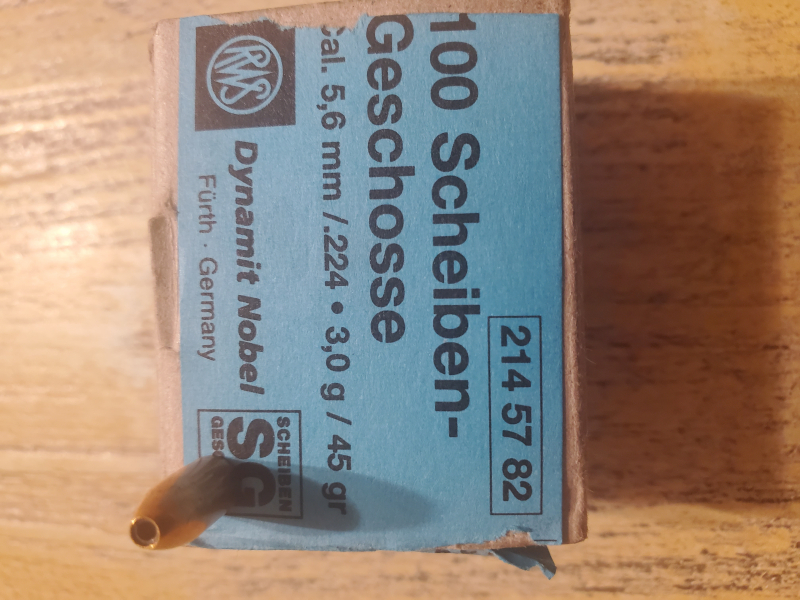 214 57 82
100 Scheiben-
Geschosse
Cal. 5,6 mm /.224 • 3,0 g / 45 gr
RWS
Dynamit Nobel
Fürth · Germany
SCHEIBEN
SG